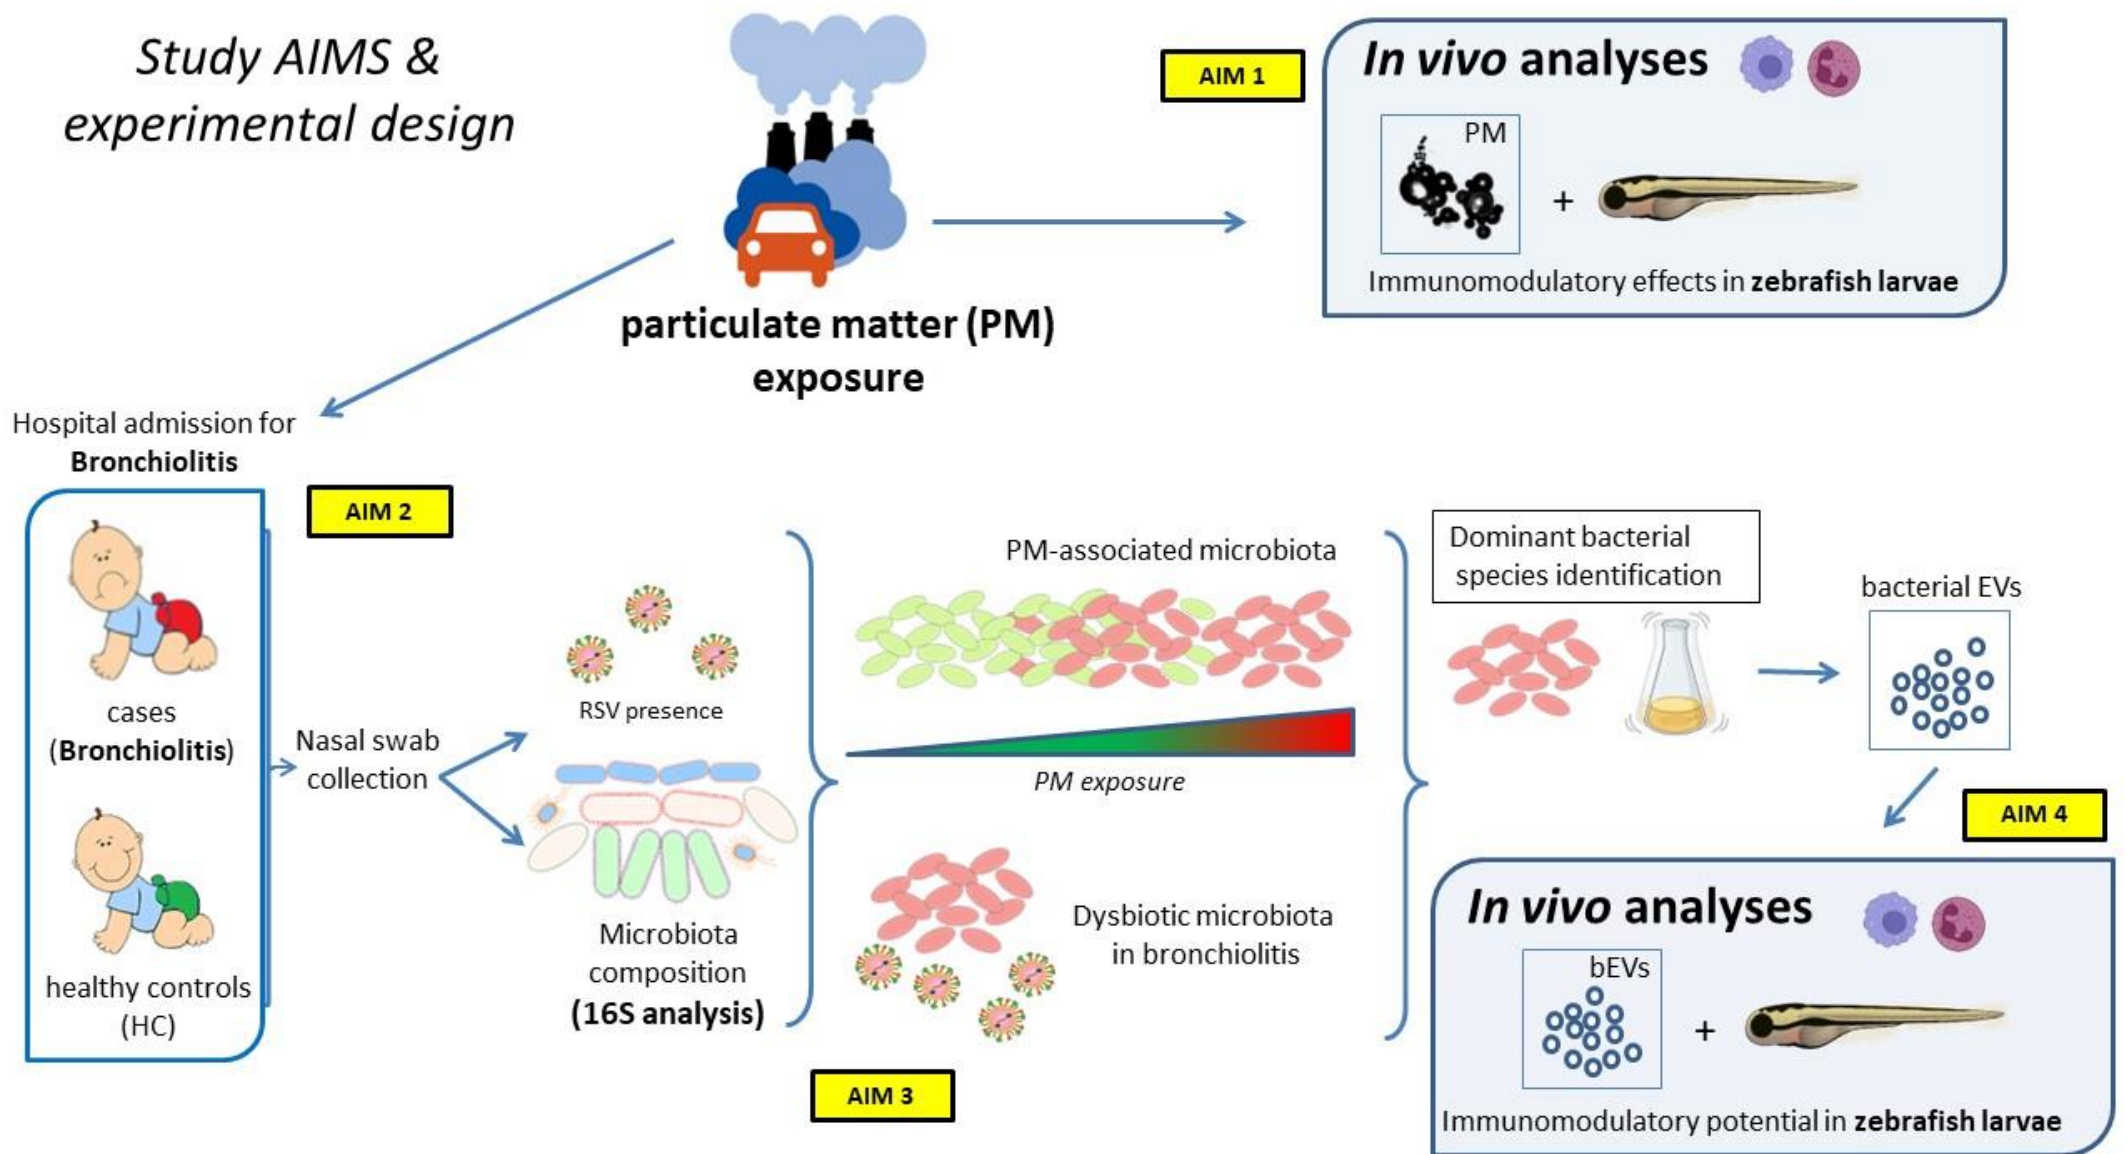 Study AIMS &
experimental design
AIM 1
In vivo analyses
PM
+
Immunomodulatory effects in zebrafish larvae
particulate matter (PM)
exposure
Hospital admission for
Bronchiolitis
AIM 2
cases
(Bronchiolitis)
healthy controls
(HC)
Nasal swab
collection
RSV presence
Microbiota
composition
(16S analysis)
PM-associated microbiota
PM exposure
Dysbiotic microbiota
in bronchiolitis
AIM 3
Dominant bacterial
species identification
bacterial EVs
AIM 4
In vivo analyses
bEVs
+
Immunomodulatory potential in zebrafish larvae